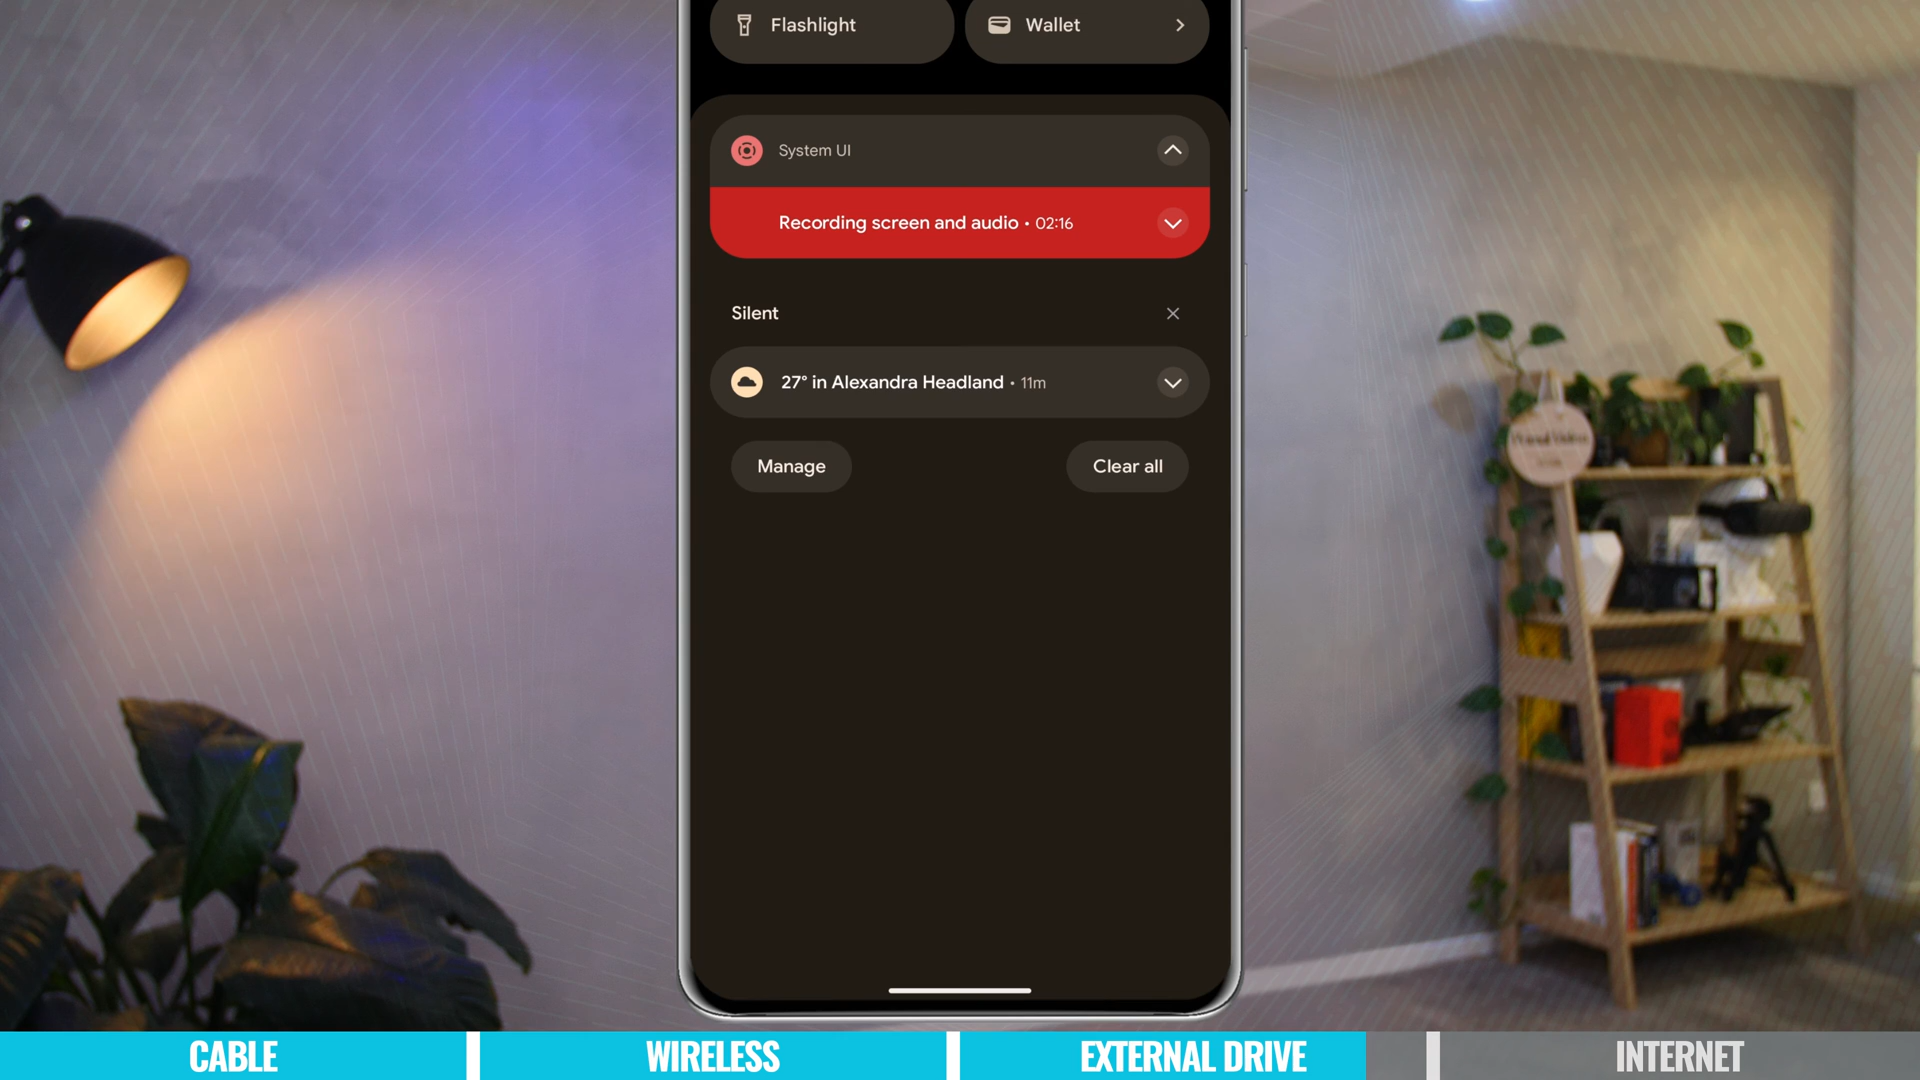 Flashlight
Wallet
System UI
Recording screen and audio • 02:16
Silent
27° in Alexandra Headland • 11m
Manage
Clear all
CABLE
WIRELESS
EXTERNAL DRIVE
INTERNET